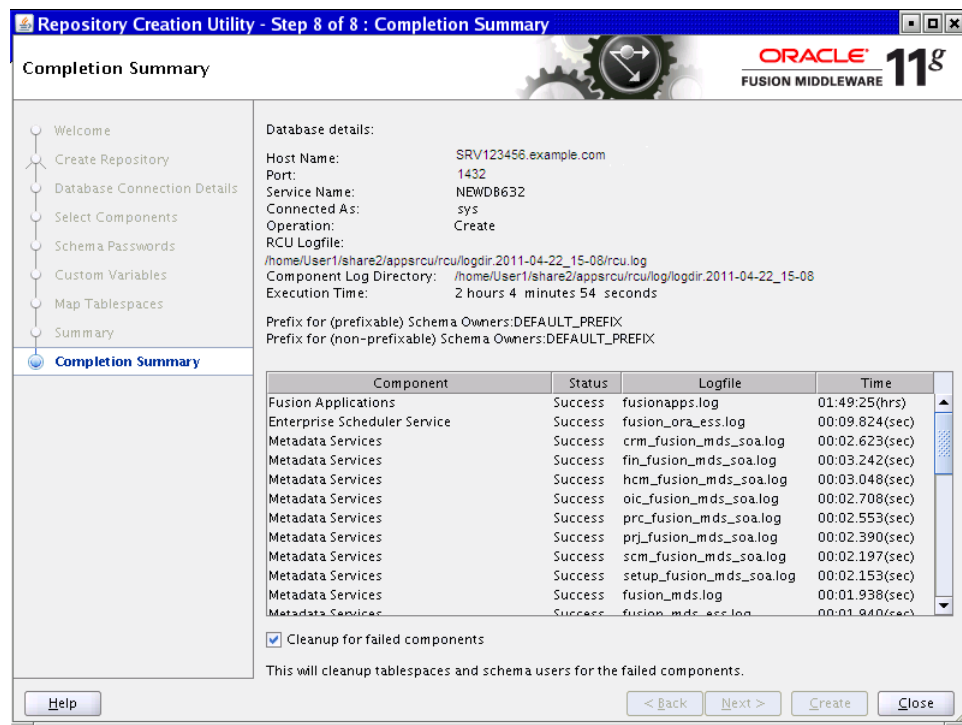 Repository Creation Utility - Step 8 of 8 : Completion Summary
Completion Summary
ORACLE
FUSION MIDDLEWARE
11g
Welcome
Create Repository
Database Connection Details
Select Components
Schema Passwords
Custom Variables
Map Tablespaces
Summary
Completion Summary
Database details:
Host Name: SRV123456.example.com
Port: 1432
Service Name: NEWDB632
Connected As: sys
Operation: Create
RCU Logfile:
/home/User1/share2/appsrcu/rcu/logdir.2011-04-22_15-08/rcu.log
Component Log Directory: /home/User1/share2/appsrcu/rcu/log/logdir.2011-04-22_15-08
Execution Time: 2 hours 4 minutes 54 seconds
Prefix for (prefixable) Schema Owners:DEFAULT_PREFIX
Prefix for (non-prefixable) Schema Owners:DEFAULT_PREFIX
Component Status Logfile Time
Fusion Applications Success fusionapps.log 01:49:25(hrs)
Enterprise Scheduler Service Success fusion_ora_ess.log 00:09.824(sec)
Metadata Services Success crm_fusion_mds_soa.log 00:02.623(sec)
Metadata Services Success fin_fusion_mds_soa.log 00:03.242(sec)
Metadata Services Success hcm_fusion_mds_soa.log 00:03.048(sec)
Metadata Services Success oic_fusion_mds_soa.log 00:02.708(sec)
Metadata Services Success prc_fusion_mds_soa.log 00:02.553(sec)
Metadata Services Success prj_fusion_mds_soa.log 00:02.390(sec)
Metadata Services Success scm_fusion_mds_soa.log 00:02.197(sec)
Metadata Services Success setup_fusion_mds_soa.log 00:02.153(sec)
Metadata Services Success fusion_mds.log 00:01.938(sec)
Metadata Services Success fusion_mds_ess.log 00:01.940(sec)
Cleanup for failed components
This will cleanup tablespaces and schema users for the failed components.
Help
< Back
Next >
Create
Close